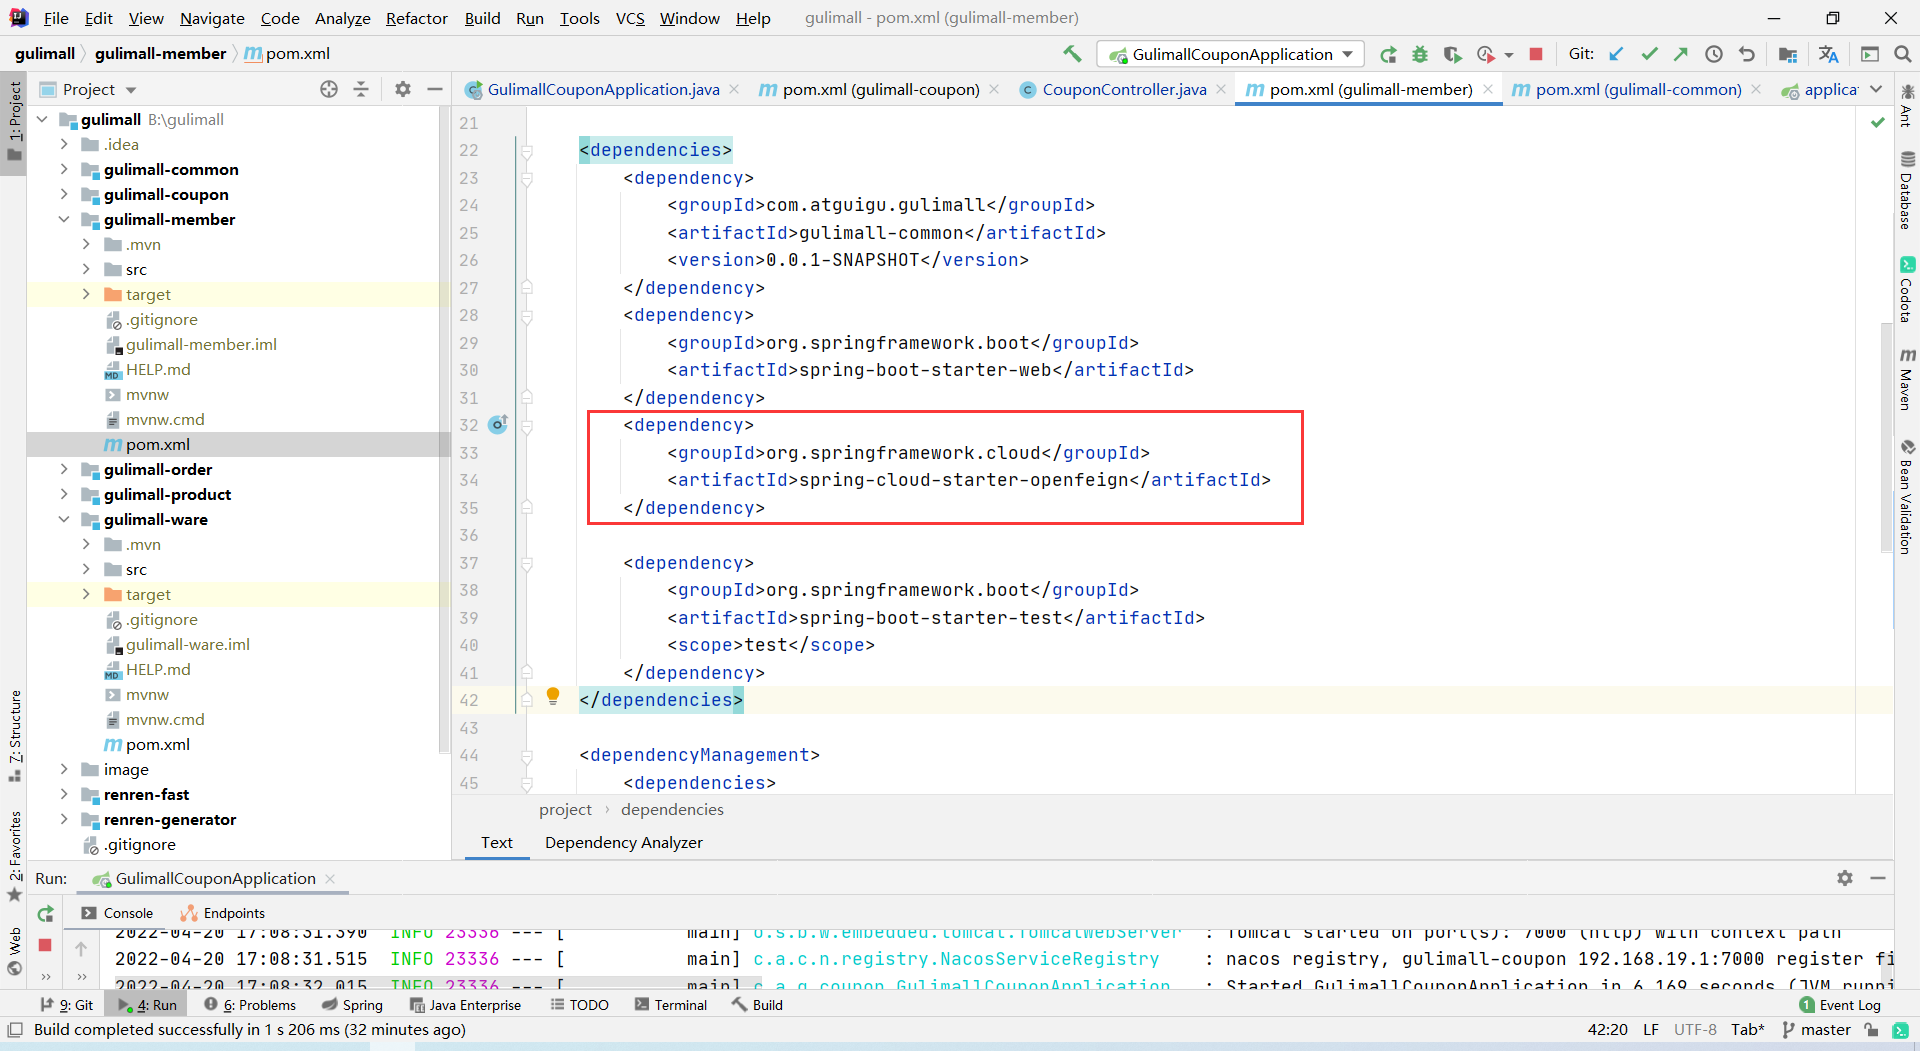 File Edit View Navigate Code Analyze Refactor Build Run Tools VCS Window Help gulimall - pom.xml (gulimall-member)
gulimall gulimall-member pom.xml GulimallCouponApplication Git:
Project GulimallCouponApplication.java pom.xml (gulimall-coupon) CouponController.java pom.xml (gulimall-member) pom.xml (gulimall-common) applicat
1: Project
7: Structure
2: Favorites
Web
gulimall B:\gulimall
.idea
gulimall-common
gulimall-coupon
gulimall-member
.mvn
src
target
.gitignore
gulimall-member.iml
HELP.md
mvnw
mvnw.cmd
pom.xml
gulimall-order
gulimall-product
gulimall-ware
.mvn
src
target
.gitignore
gulimall-ware.iml
HELP.md
mvnw
mvnw.cmd
pom.xml
image
renren-fast
renren-generator
.gitignore
21
22 <dependencies>
23 <dependency>
24 <groupId>com.atguigu.gulimall</groupId>
25 <artifactId>gulimall-common</artifactId>
26 <version>0.0.1-SNAPSHOT</version>
27 </dependency>
28 <dependency>
29 <groupId>org.springframework.boot</groupId>
30 <artifactId>spring-boot-starter-web</artifactId>
31 </dependency>
32 <dependency>
33 <groupId>org.springframework.cloud</groupId>
34 <artifactId>spring-cloud-starter-openfeign</artifactId>
35 </dependency>
36
37 <dependency>
38 <groupId>org.springframework.boot</groupId>
39 <artifactId>spring-boot-starter-test</artifactId>
40 <scope>test</scope>
41 </dependency>
42 </dependencies>
43
44 <dependencyManagement>
45 <dependencies>
project › dependencies
Text Dependency Analyzer
Ant
Database
Codota
Maven
Bean Validation
Run: GulimallCouponApplication
Console Endpoints
2022-04-20 17:08:31.390 INFO 23336 --- [ main] o.s.b.w.embedded.tomcat.TomcatWebServer : Tomcat started on port(s): 7000 (http) with context path
2022-04-20 17:08:31.515 INFO 23336 --- [ main] c.a.c.n.registry.NacosServiceRegistry : nacos registry, gulimall-coupon 192.168.19.1:7000 register fi
2022-04-20 17:08:32.015 INFO 23336 --- [ main] c.a.g.coupon.GulimallCouponApplication : Started GulimallCouponApplication in 6.169 seconds (JVM runni
9: Git 4: Run 6: Problems Spring Java Enterprise TODO Terminal Build 1 Event Log
Build completed successfully in 1 s 206 ms (32 minutes ago) 42:20 LF UTF-8 Tab* master